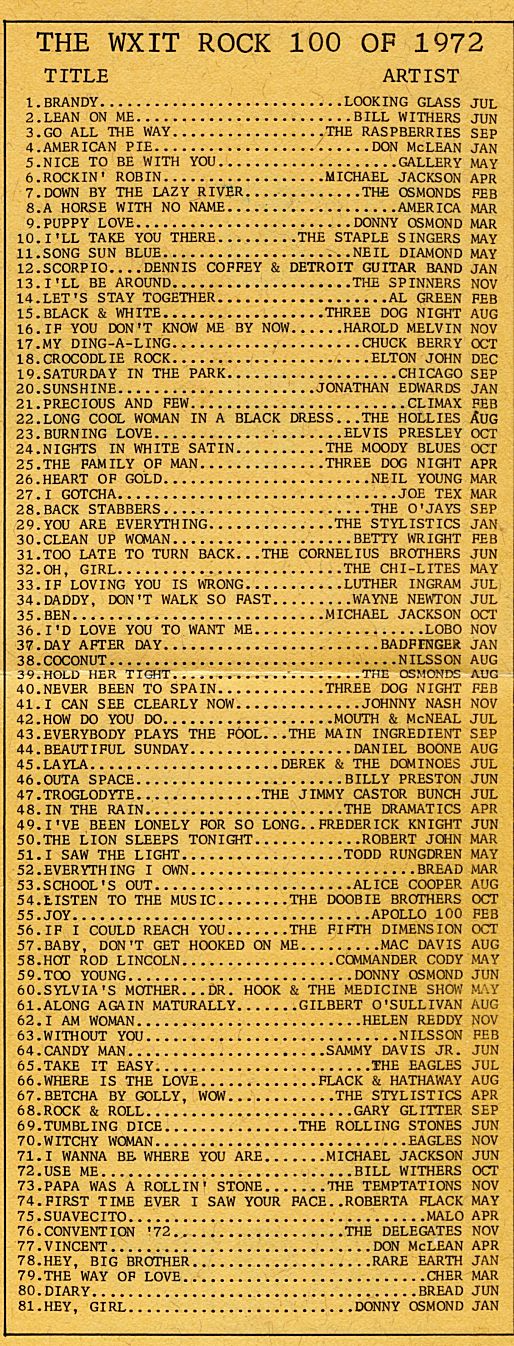 THE WXIT ROCK 100 OF 1972
TITLE ARTIST
1.BRANDY...........................LOOKING GLASS JUL
2.LEAN ON ME........................BILL WITHERS JUN
3.GO ALL THE WAY.................THE RASPBERRIES SEP
4.AMERICAN PIE........................DON McLEAN JAN
5.NICE TO BE WITH YOU....................GALLERY MAY
6.ROCKIN' ROBIN..................MICHAEL JACKSON APR
7.DOWN BY THE LAZY RIVER.............THE OSMONDS FEB
8.A HORSE WITH NO NAME...................AMERICA MAR
9.PUPPY LOVE........................DONNY OSMOND MAR
10.I'LL TAKE YOU THERE.........THE STAPLE SINGERS MAY
11.SONG SUN BLUE.....................NEIL DIAMOND MAY
12.SCORPIO....DENNIS COFFEY & DETROIT GUITAR BAND JAN
13.I'LL BE AROUND....................THE SPINNERS NOV
14.LET'S STAY TOGETHER...................AL GREEN FEB
15.BLACK & WHITE..................THREE DOG NIGHT AUG
16.IF YOU DON'T KNOW ME BY NOW......HAROLD MELVIN NOV
17.MY DING-A-LING.....................CHUCK BERRY OCT
18.CROCODLIE ROCK......................ELTON JOHN DEC
19.SATURDAY IN THE PARK...................CHICAGO SEP
20.SUNSHINE......................JONATHAN EDWARDS JAN
21.PRECIOUS AND FEW........................CLIMAX FEB
22.LONG COOL WOMAN IN A BLACK DRESS...THE HOLLIES AUG
23.BURNING LOVE.....................ELVIS PRESLEY OCT
24.NIGHTS IN WHITE SATIN..........THE MOODY BLUES OCT
25.THE FAMILY OF MAN..............THREE DOG NIGHT APR
26.HEART OF GOLD.......................NEIL YOUNG MAR
27.I GOTCHA...............................JOE TEX MAR
28.BACK STABBERS.......................THE O'JAYS SEP
29.YOU ARE EVERYTHING..............THE STYLISTICS JAN
30.CLEAN UP WOMAN....................BETTY WRIGHT FEB
31.TOO LATE TO TURN BACK...THE CORNELIUS BROTHERS JUN
32.OH, GIRL.........................THE CHI-LITES MAY
33.IF LOVING YOU IS WRONG...........LUTHER INGRAM JUL
34.DADDY, DON'T WALK SO FAST.........WAYNE NEWTON JUL
35.BEN............................MICHAEL JACKSON OCT
36.I'D LOVE YOU TO WANT ME...................LOBO NOV
37.DAY AFTER DAY........................BADFINGER JAN
38.COCONUT................................NILSSON AUG
39.HOLD HER TIGHT.....................THE OSMONDS AUG
40.NEVER BEEN TO SPAIN............THREE DOG NIGHT FEB
41.I CAN SEE CLEARLY NOW..............JOHNNY NASH NOV
42.HOW DO YOU DO...................MOUTH & McNEAL JUL
43.EVERYBODY PLAYS THE FOOL...THE MAIN INGREDIENT SEP
44.BEAUTIFUL SUNDAY..................DANIEL BOONE AUG
45.LAYLA.....................DEREK & THE DOMINOES JUL
46.OUTA SPACE.......................BILLY PRESTON JUN
47.TROGLODYTE..............THE JIMMY CASTOR BUNCH JUL
48.IN THE RAIN......................THE DRAMATICS APR
49.I'VE BEEN LONELY FOR SO LONG..FREDERICK KNIGHT JUN
50.THE LION SLEEPS TONIGHT............ROBERT JOHN MAR
51.I SAW THE LIGHT..................TODD RUNGDREN MAY
52.EVERYTHING I OWN.........................BREAD MAR
53.SCHOOL'S OUT......................ALICE COOPER AUG
54.LISTEN TO THE MUSIC........THE DOOBIE BROTHERS OCT
55.JOY.................................APOLLO 100 FEB
56.IF I COULD REACH YOU.......THE FIFTH DIMENSION OCT
57.BABY, DON'T GET HOOKED ON ME.........MAC DAVIS AUG
58.HOT ROD LINCOLN.................COMMANDER CODY MAY
59.TOO YOUNG.........................DONNY OSMOND JUN
60.SYLVIA'S MOTHER...DR. HOOK & THE MEDICINE SHOW MAY
61.ALONG AGAIN MATURALLY.......GILBERT O'SULLIVAN AUG
62.I AM WOMAN.........................HELEN REDDY NOV
63.WITHOUT YOU............................NILSSON FEB
64.CANDY MAN......................SAMMY DAVIS JR. JUN
65.TAKE IT EASY........................THE EAGLES JUL
66.WHERE IS THE LOVE.............FLACK & HATHAWAY AUG
67.BETCHA BY GOLLY, WOW............THE STYLISTICS APR
68.ROCK & ROLL.......................GARY GLITTER SEP
69.TUMBLING DICE...............THE ROLLING STONES JUN
70.WITCHY WOMAN............................EAGLES NOV
71.I WANNA BE WHERE YOU ARE.......MICHAEL JACKSON JUN
72.USE ME............................BILL WITHERS OCT
73.PAPA WAS A ROLLIN' STONE.......THE TEMPTATIONS NOV
74.FIRST TIME EVER I SAW YOUR FACE..ROBERTA FLACK MAY
75.SUAVECITO.................................MALO APR
76.CONVENTION '72...................THE DELEGATES NOV
77.VINCENT.............................DON McLEAN APR
78.HEY, BIG BROTHER....................RARE EARTH JAN
79.THE WAY OF LOVE...........................CHER MAR
80.DIARY....................................BREAD JUN
81.HEY, GIRL.........................DONNY OSMOND JAN